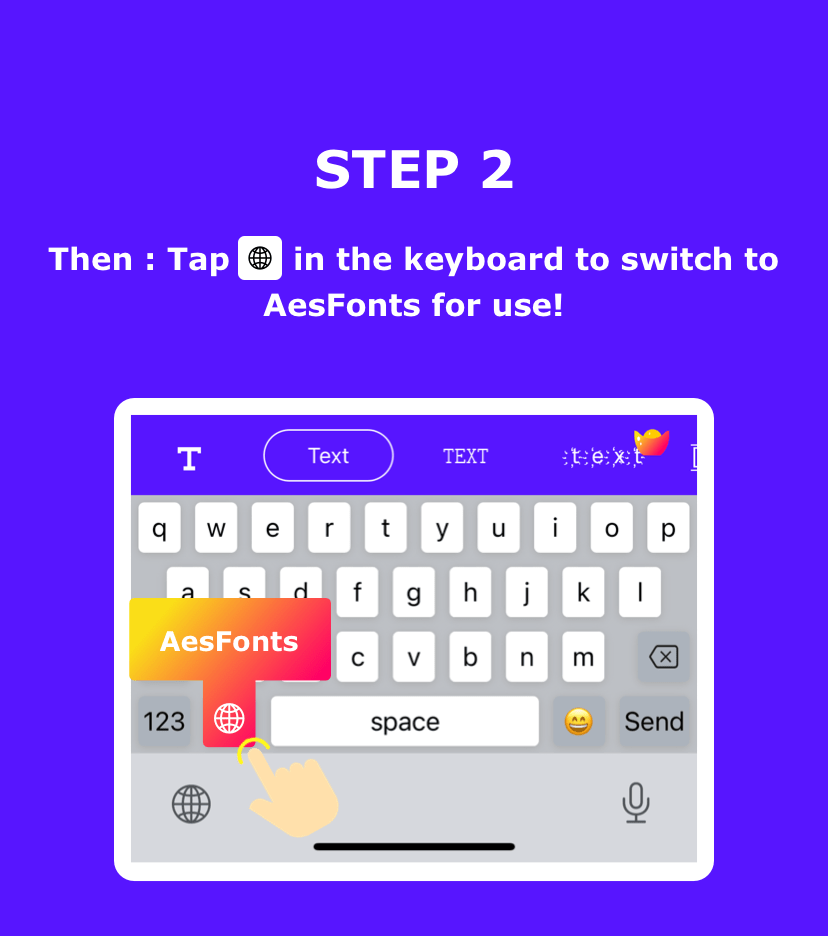 STEP 2
Then : Tap in the keyboard to switch to
AesFonts for use!
T Text TEXT text
q w e r t y u i o p
a s d f g h j k l
AesFonts
c v b n m
123 space Send